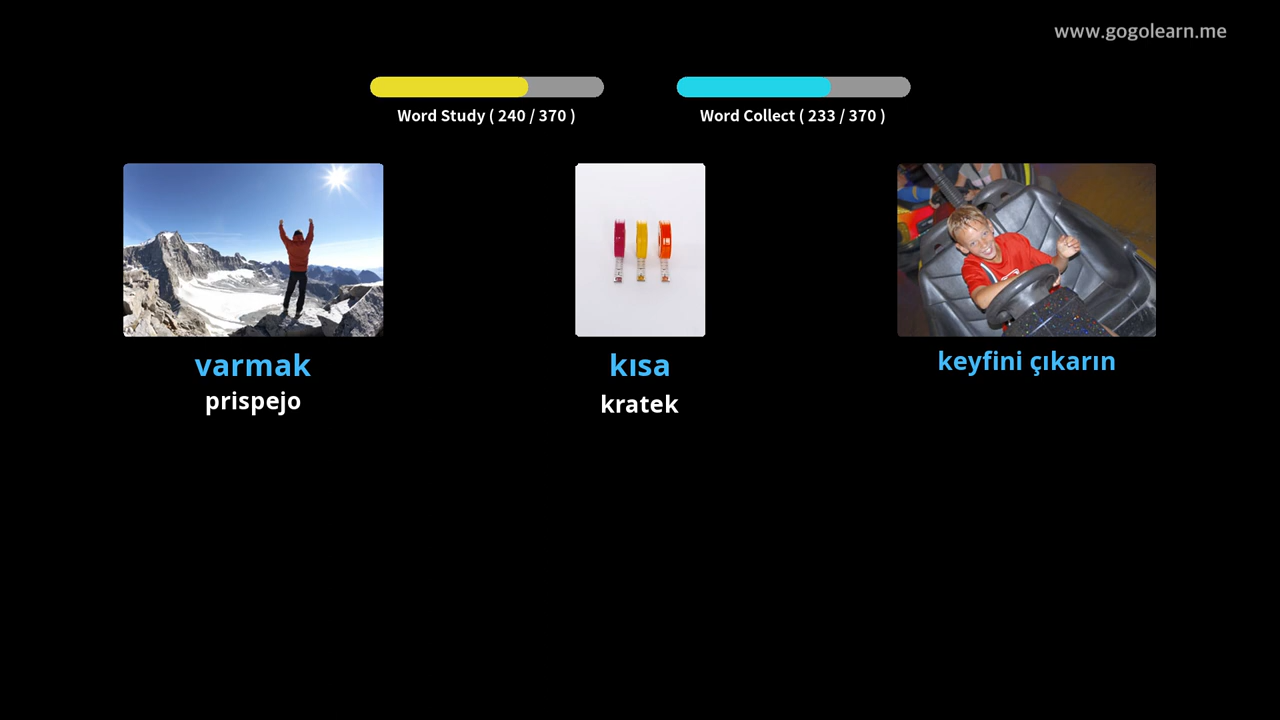 www.gogolearn.me
Word Study ( 240 / 370 )
Word Collect ( 233 / 370 )
varmak
prispejo
kısa
kratek
keyfini çıkarın